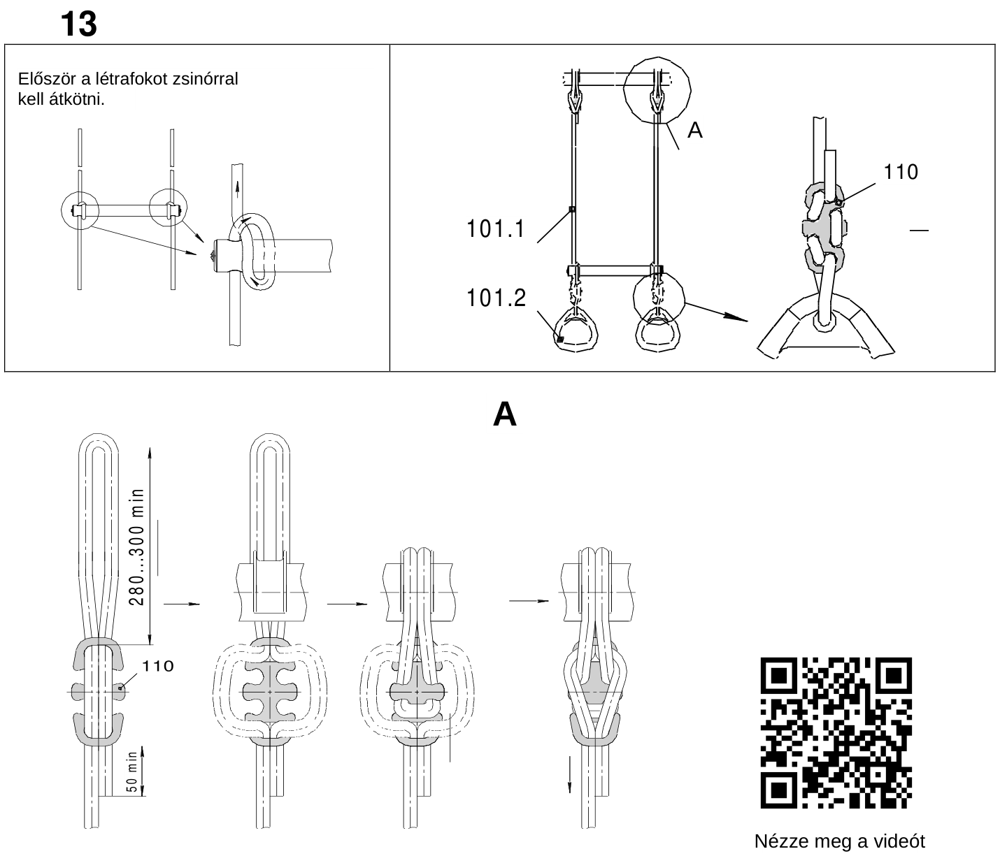 13
Először a létrafokot zsinórral
kell átkötni.
A
110
101.1
101.2
A
280...300 min
110
50 min
Nézze meg a videót